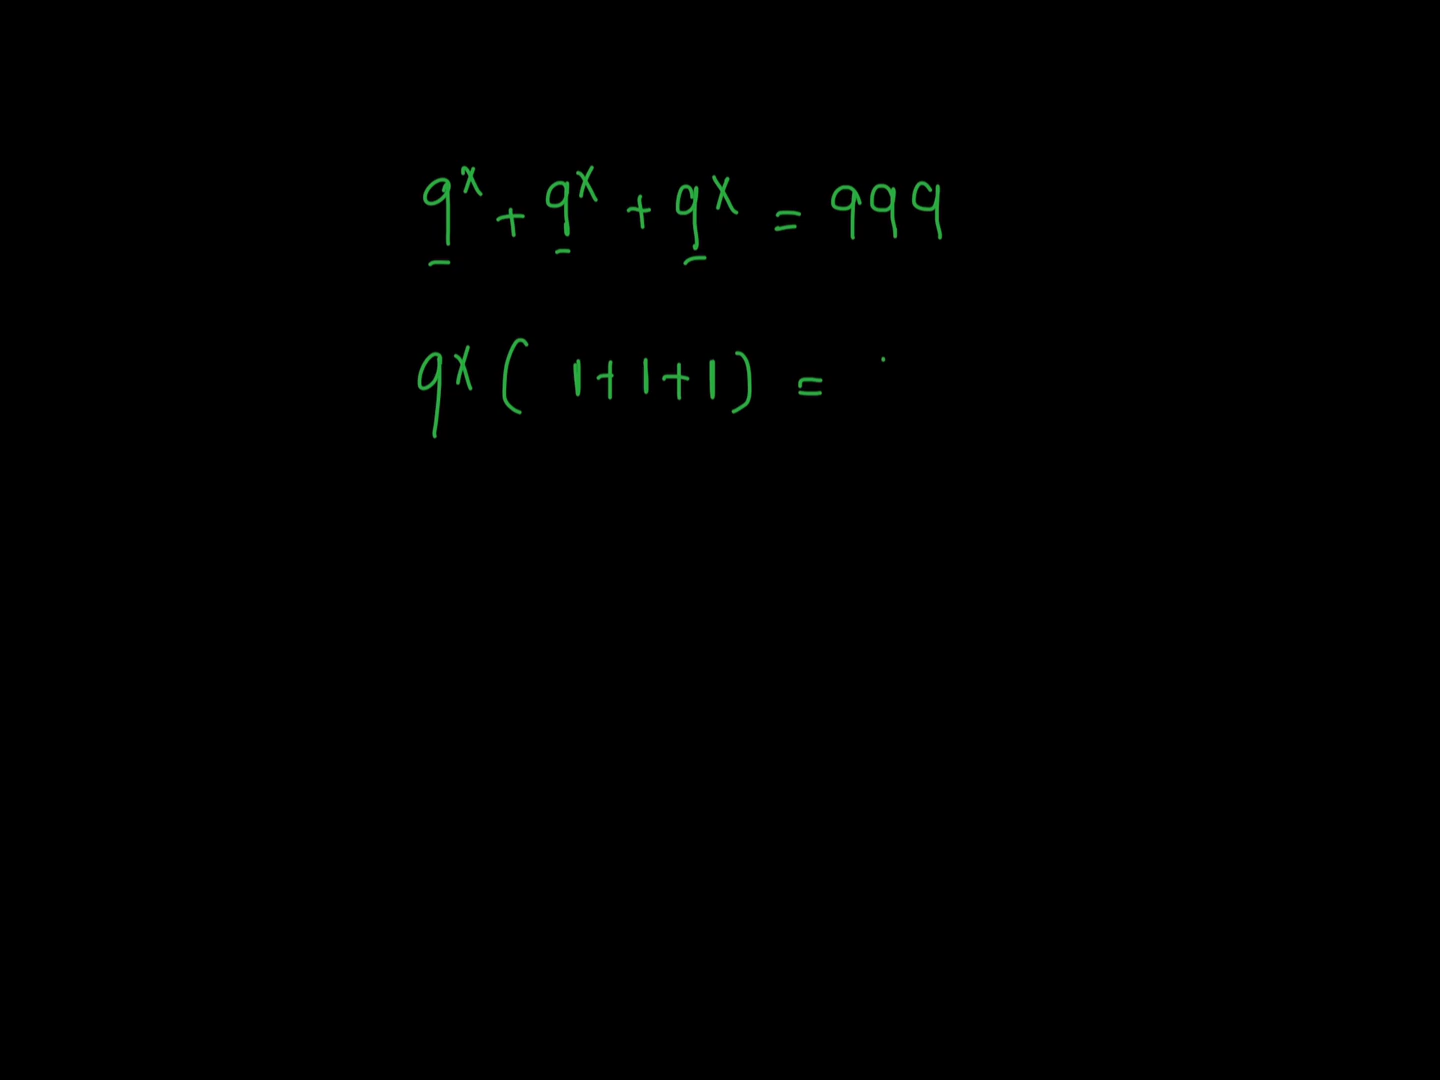 9^x + 9^x + 9^x = 999
9^x ( 1+1+1 ) =